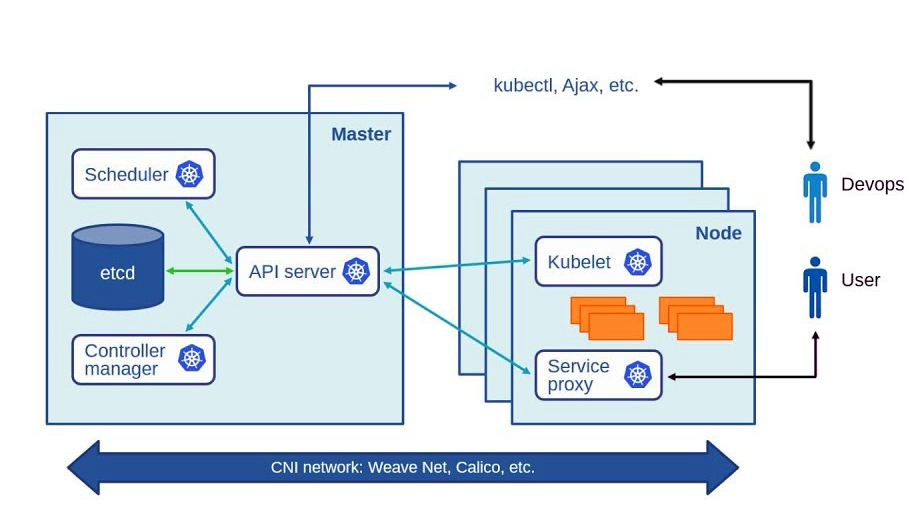 kubectl, Ajax, etc.
Master
Scheduler
etcd
API server
Controller
manager
Node
Kubelet
Service
proxy
Devops
User
CNI network: Weave Net, Calico, etc.